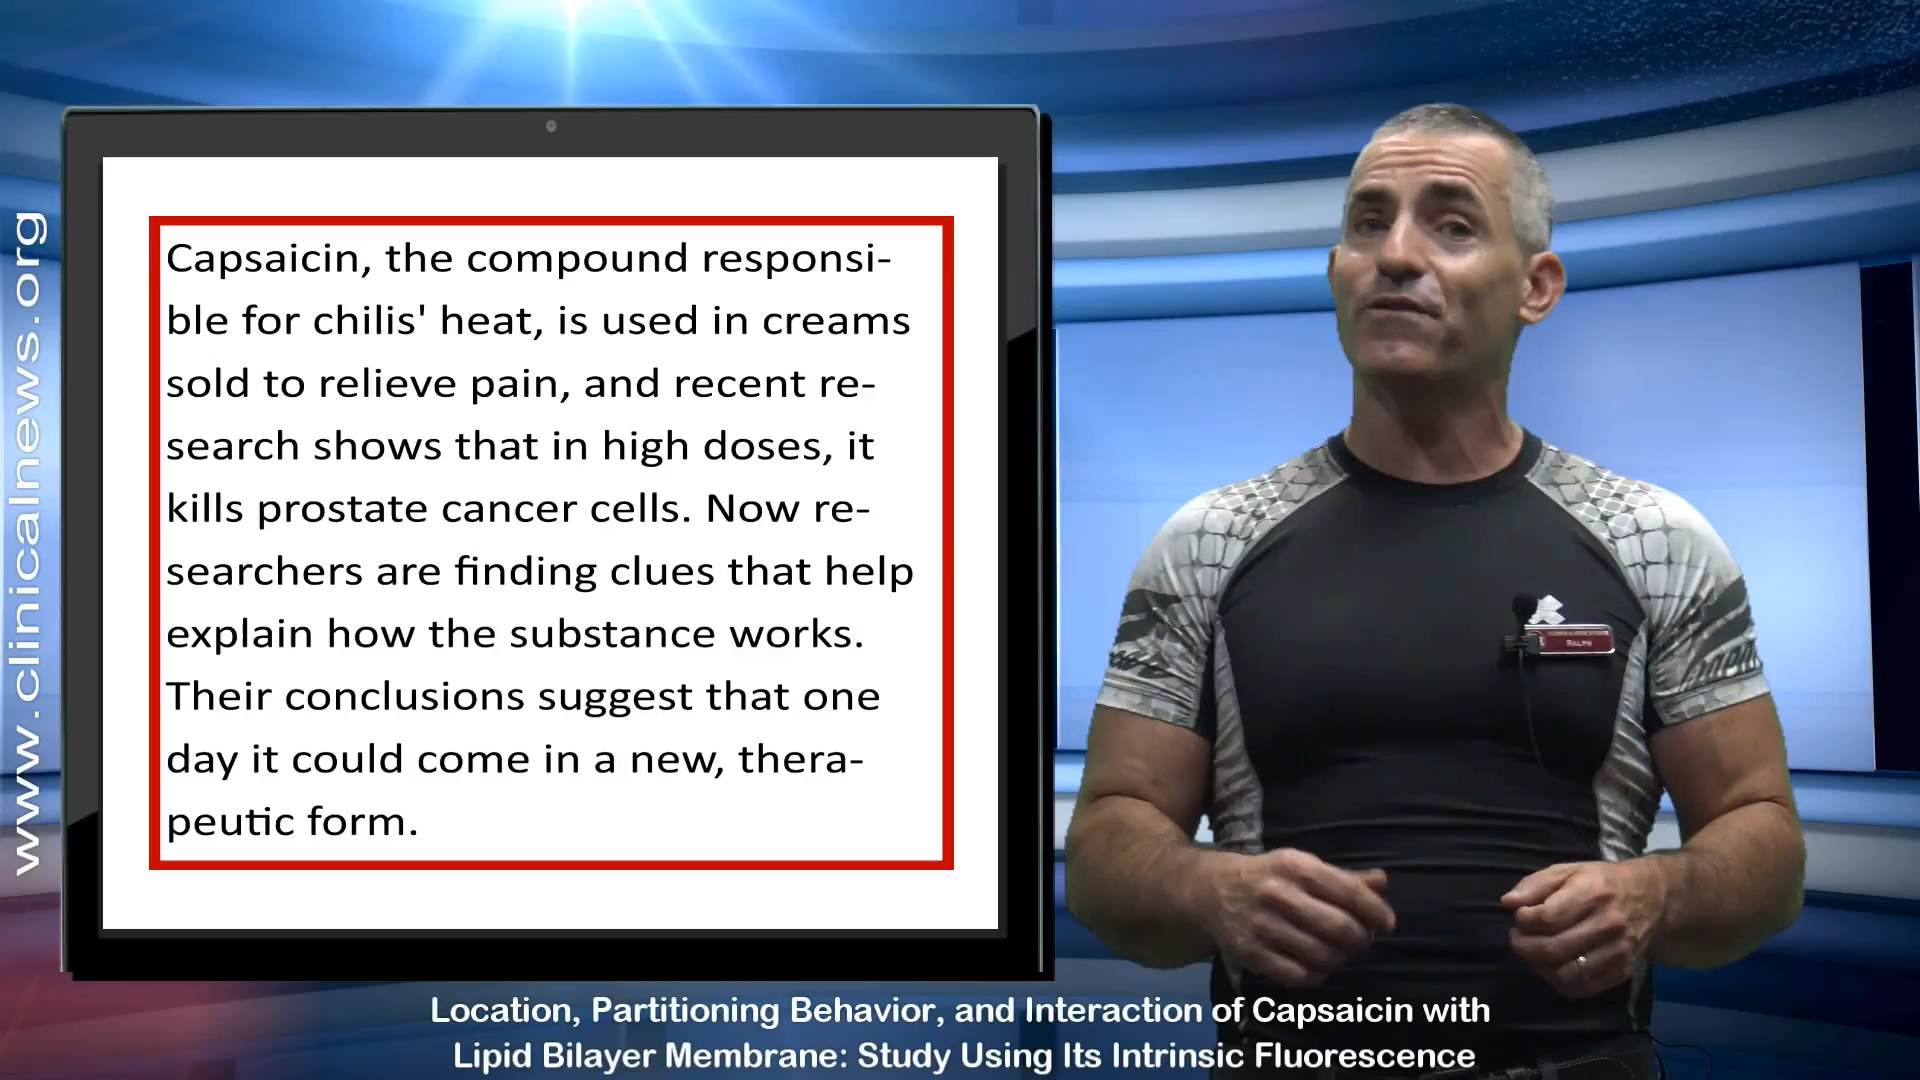 www.clinicalnews.org
Capsaicin, the compound responsi-
ble for chilis' heat, is used in creams
sold to relieve pain, and recent re-
search shows that in high doses, it
kills prostate cancer cells. Now re-
searchers are finding clues that help
explain how the substance works.
Their conclusions suggest that one
day it could come in a new, thera-
peutic form.
RALPH
Location, Partitioning Behavior, and Interaction of Capsaicin with
Lipid Bilayer Membrane: Study Using Its Intrinsic Fluorescence